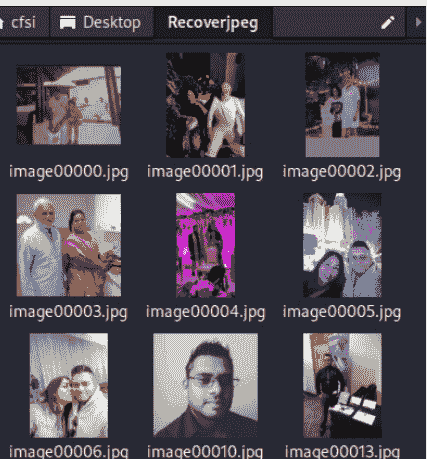 cfsi Desktop Recoverjpeg
image00000.jpg image00001.jpg image00002.jpg
image00003.jpg image00004.jpg image00005.jpg
image00006.jpg image00010.jpg image00013.jpg